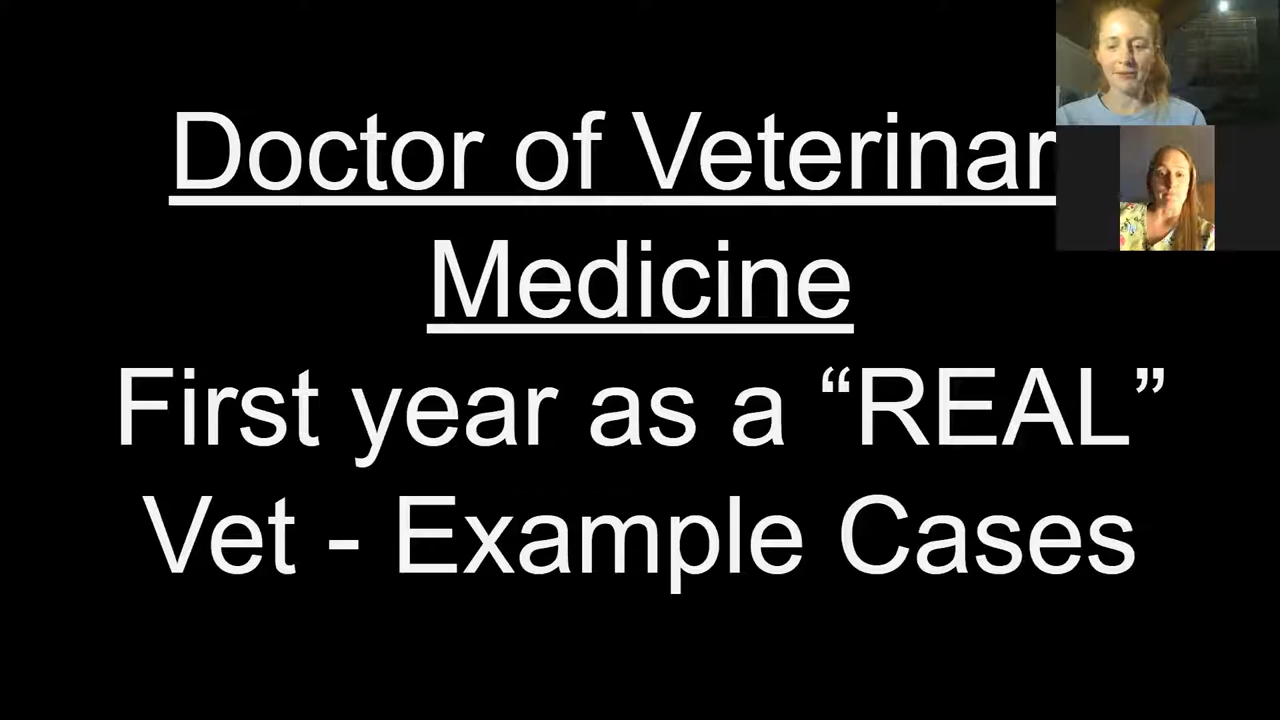 Doctor of Veterinar
Medicine
First year as a “REAL”
Vet - Example Cases